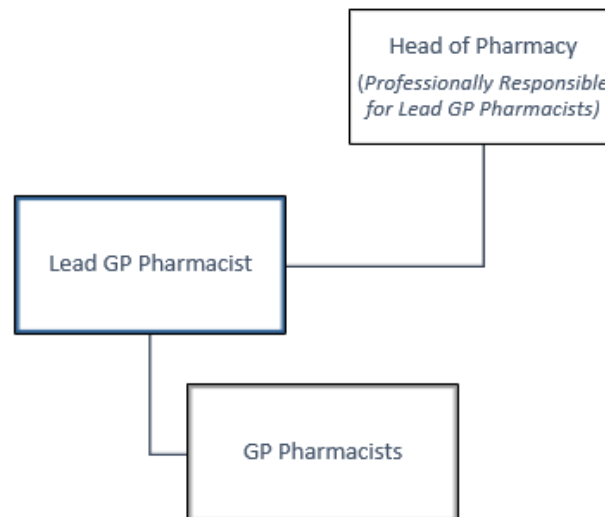 Head of Pharmacy
(Professionally Responsible
for Lead GP Pharmacists)
Lead GP Pharmacist
GP Pharmacists